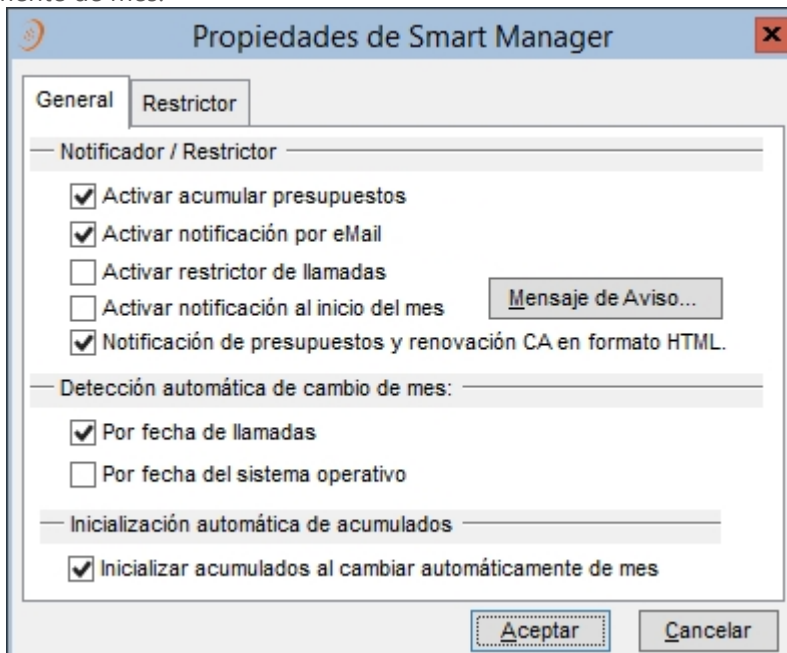 mente de mes.
Propiedades de Smart Manager
General Restrictor
Notificador / Restrictor
Activar acumular presupuestos
Activar notificación por eMail
Activar restrictor de llamadas
Activar notificación al inicio del mes Mensaje de Aviso...
Notificación de presupuestos y renovación CA en formato HTML.
Detección automática de cambio de mes:
Por fecha de llamadas
Por fecha del sistema operativo
Inicialización automática de acumulados
Inicializar acumulados al cambiar automáticamente de mes
Aceptar Cancelar